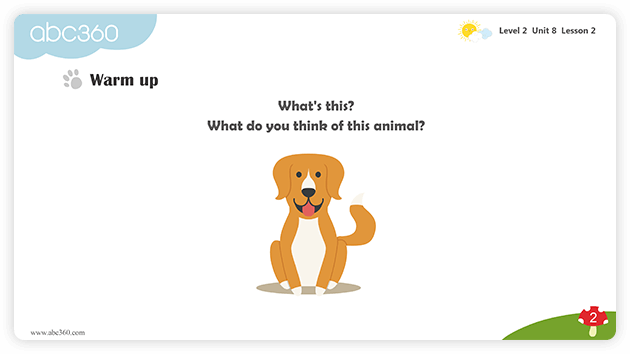 abc360
Level 2 Unit 8 Lesson 2
Warm up
What's this?
What do you think of this animal?
www.abc360.com
2